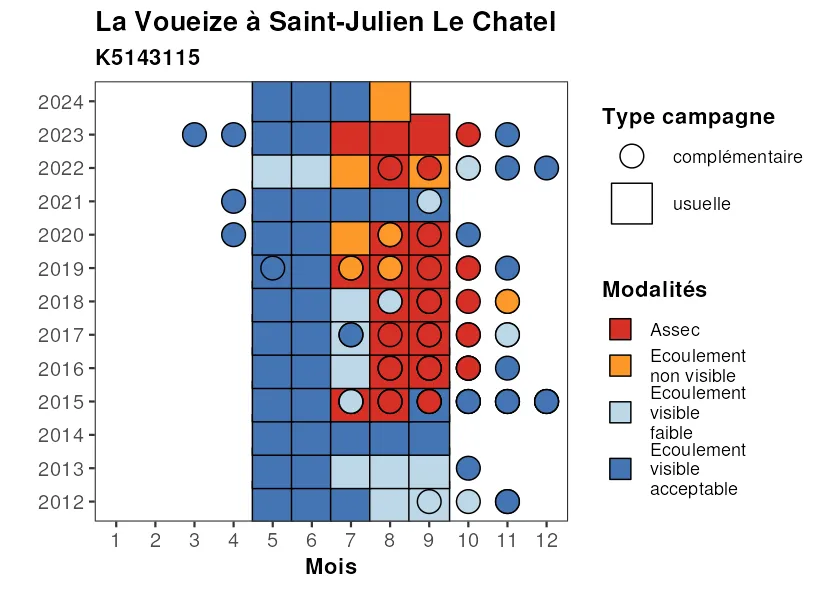 La Voueize à Saint-Julien Le Chatel
K5143115
2024
2023
2022
2021
2020
2019
2018
2017
2016
2015
2014
2013
2012
1 2 3 4 5 6 7 8 9 10 11 12
Mois
Type campagne
complémentaire
usuelle
Modalités
Assec
Ecoulement
non visible
Ecoulement
visible
faible
Ecoulement
visible
acceptable